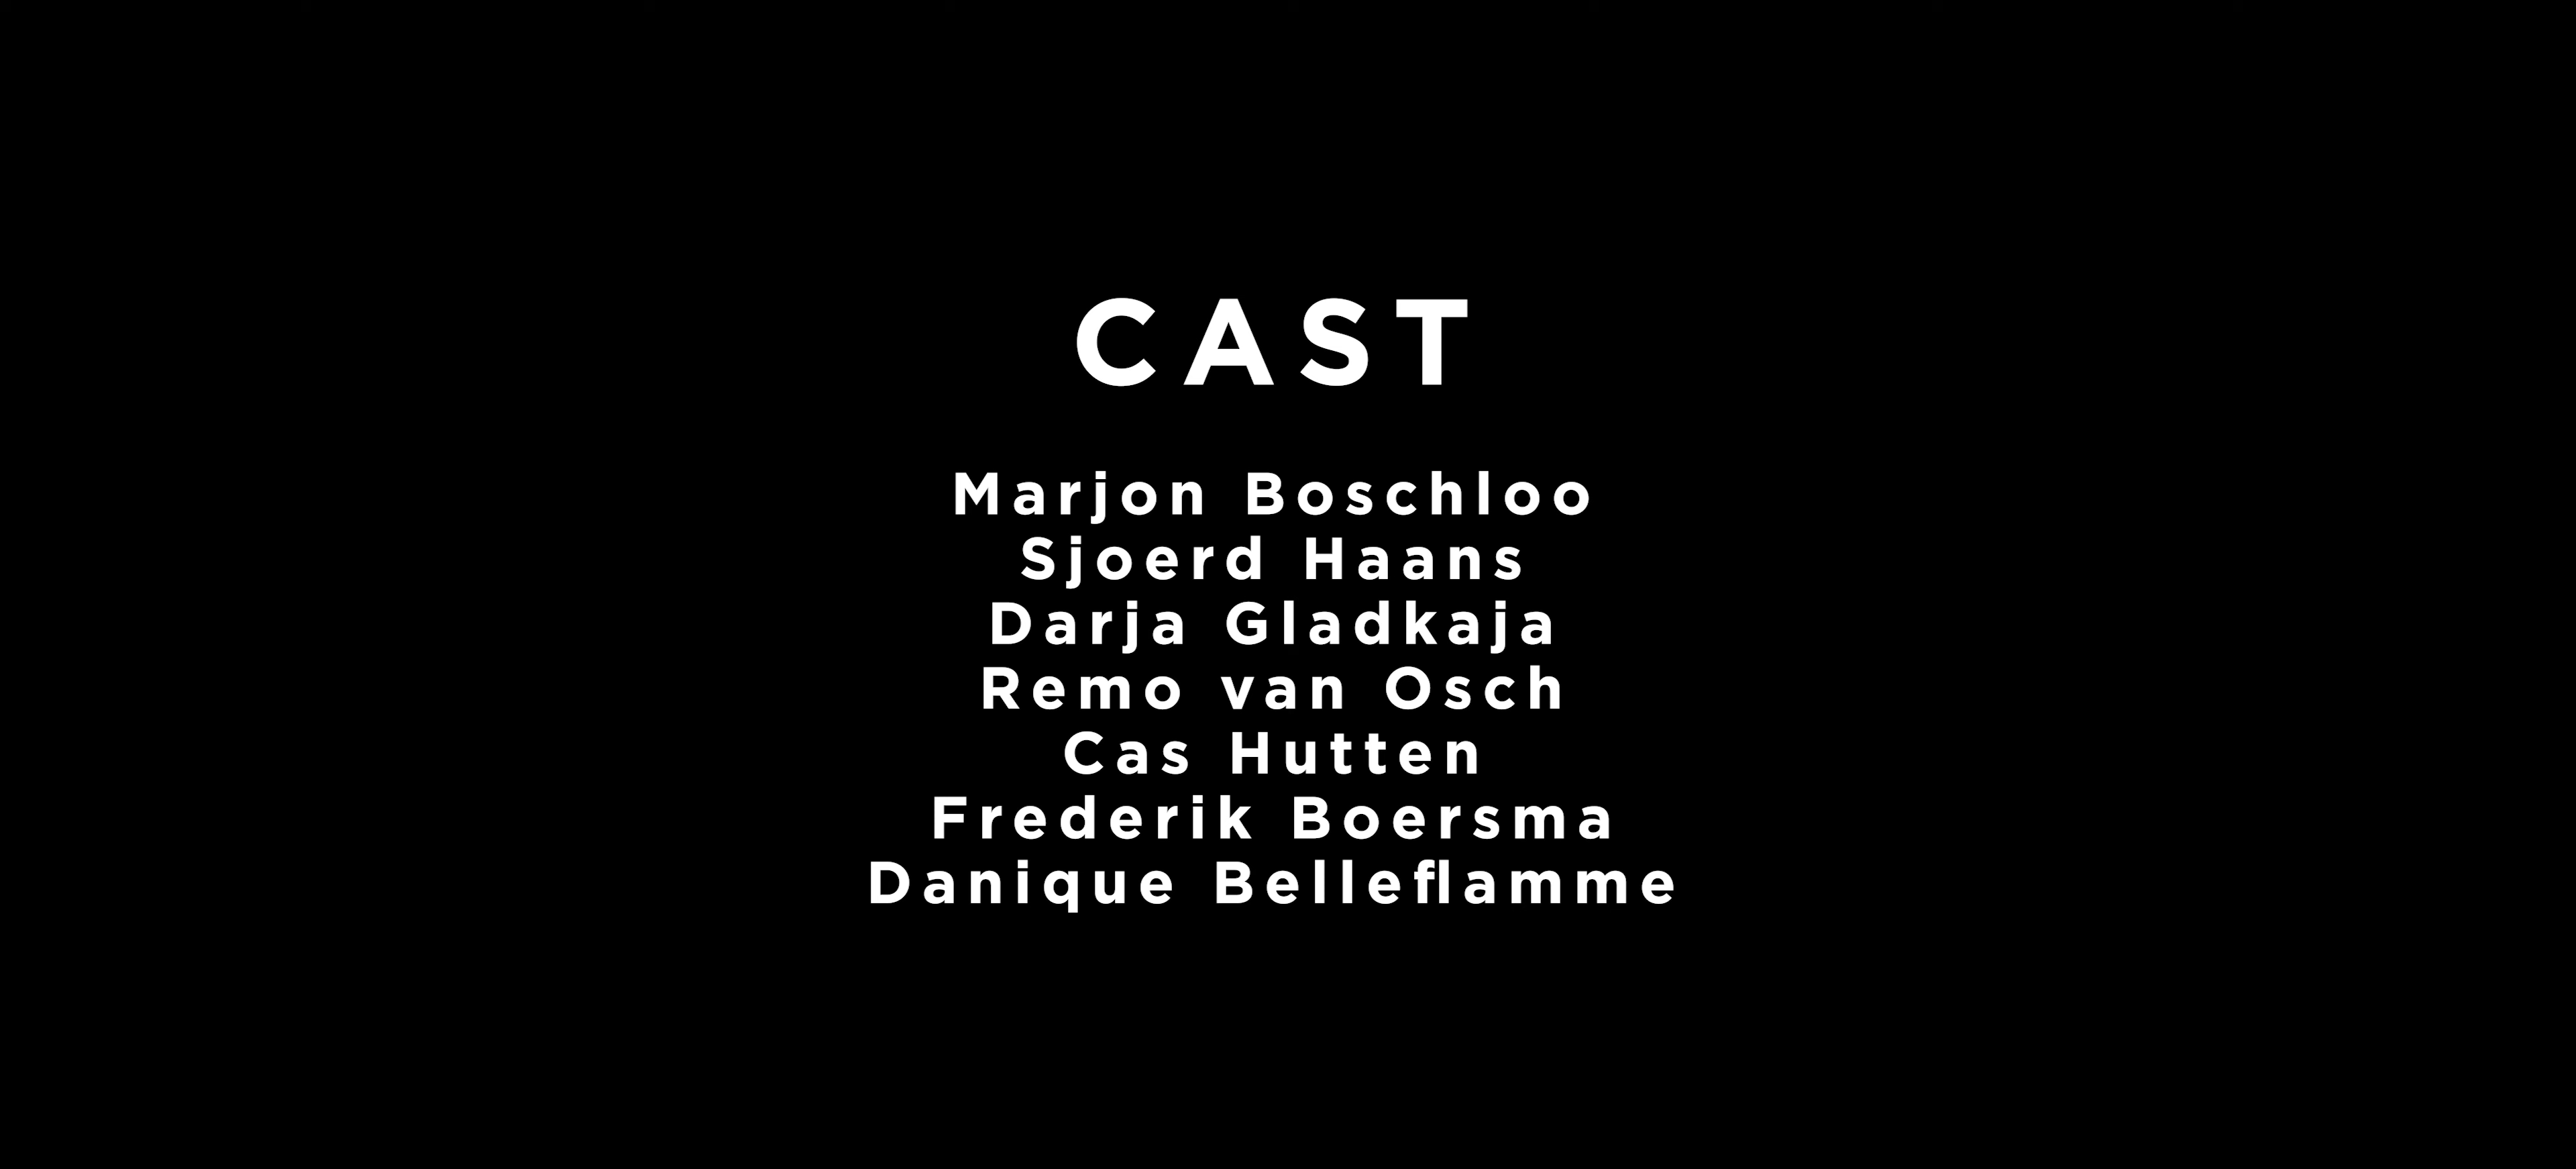 CAST
Marjon Boschloo
Sjoerd Haans
Darja Gladkaja
Remo van Osch
Cas Hutten
Frederik Boersma
Danique Belleflamme